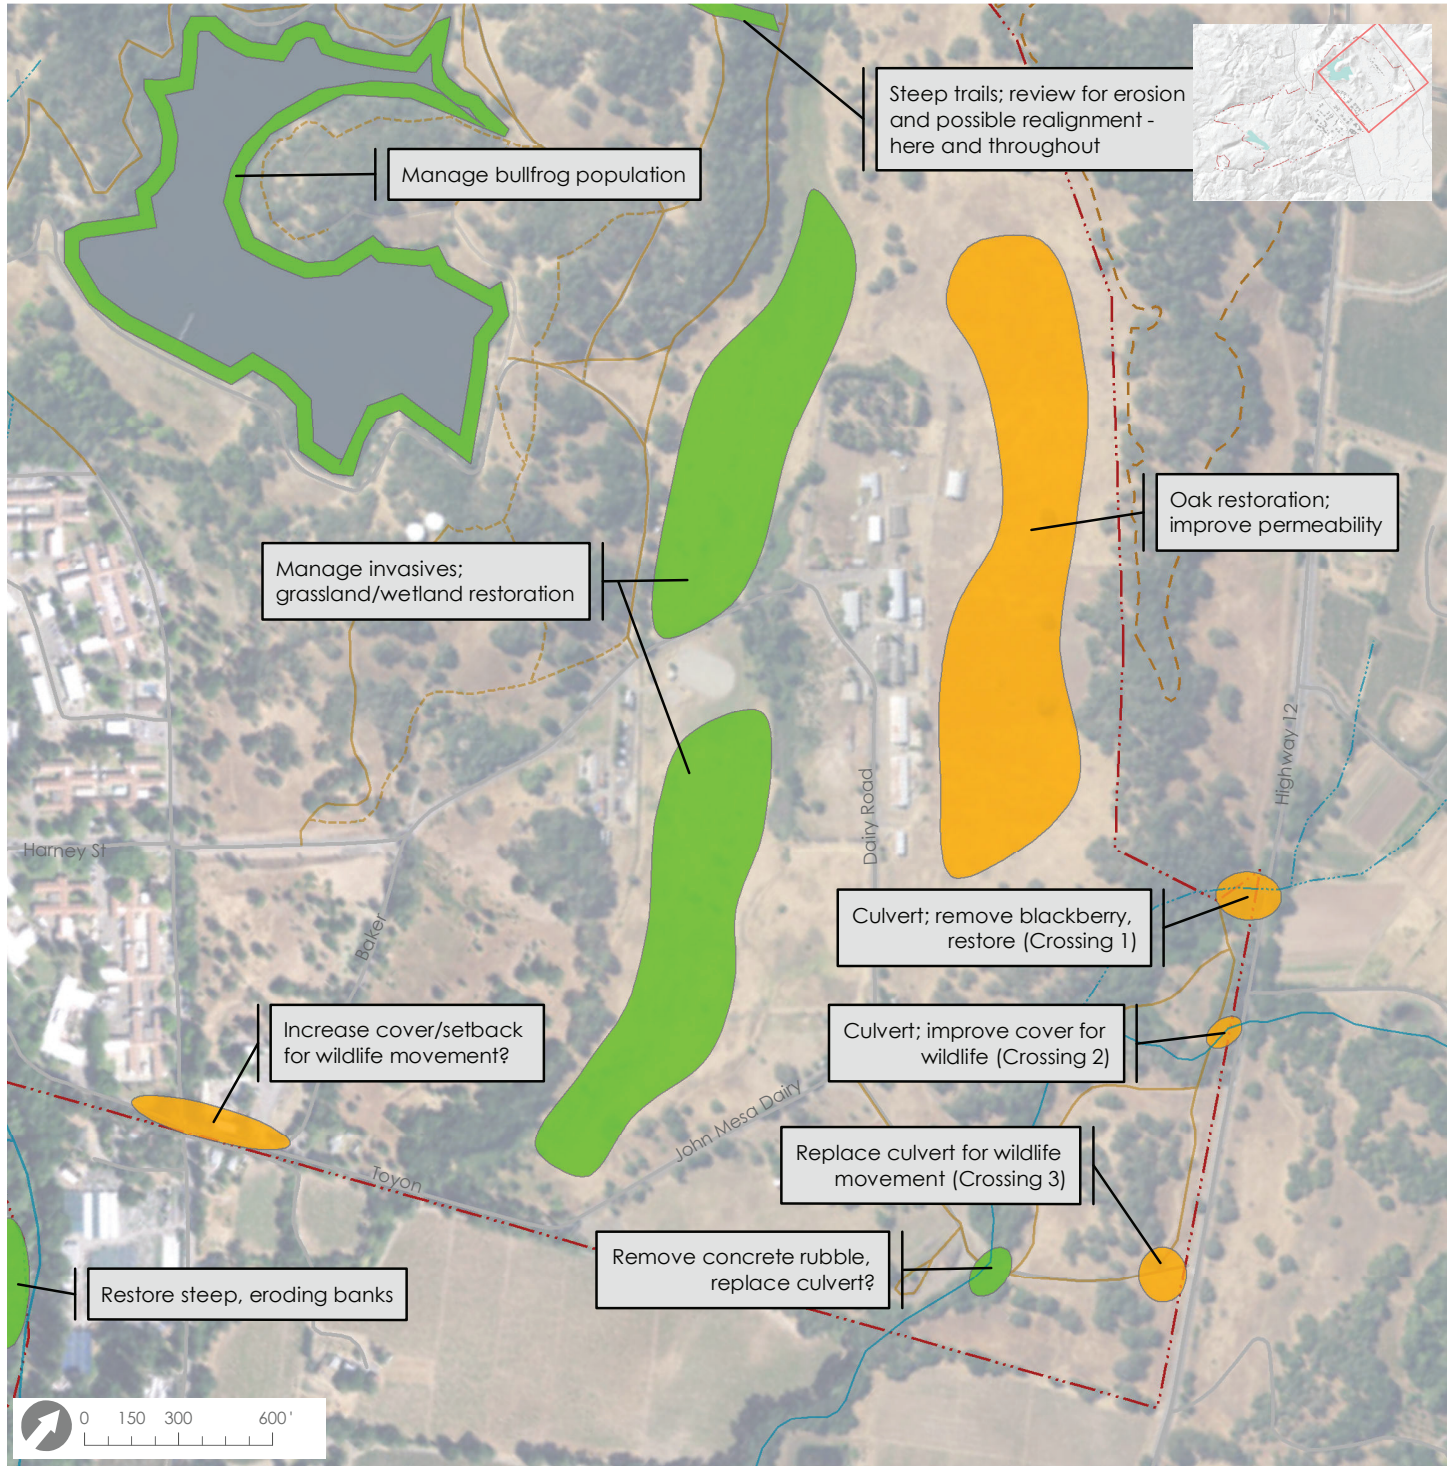 Steep trails; review for erosion
and possible realignment -
here and throughout
Manage bullfrog population
Oak restoration;
improve permeability
Manage invasives;
grassland/wetland restoration
Highway 12
Dairy Road
Harney St
Baker
Culvert; remove blackberry,
restore (Crossing 1)
Increase cover/setback
for wildlife movement?
Culvert; improve cover for
wildlife (Crossing 2)
John Mesa Dairy
Toyon
Replace culvert for wildlife
movement (Crossing 3)
Remove concrete rubble,
replace culvert?
Restore steep, eroding banks
0 150 300 600'